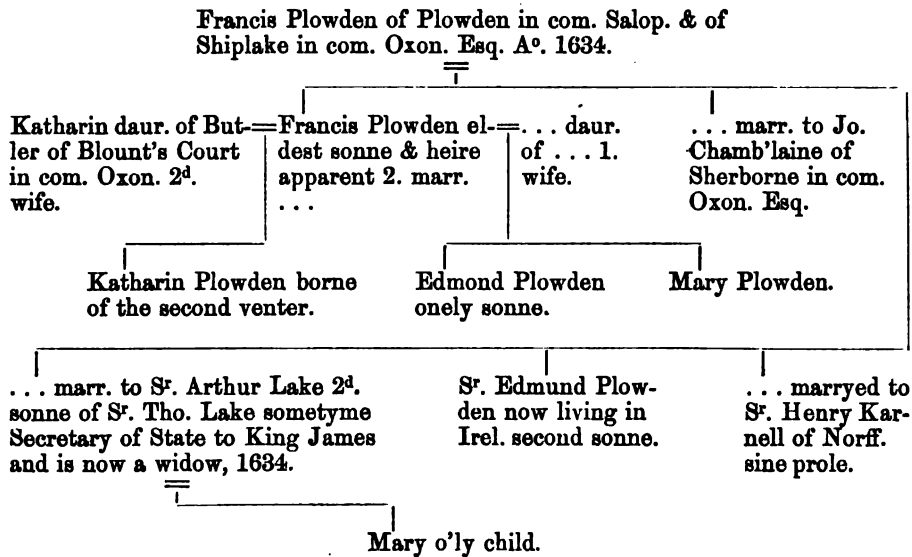 Francis Plowden of Plowden in com. Salop. & of
Shiplake in com. Oxon. Esq. Aº. 1634.
Katharin daur. of But-
ler of Blount's Court
in com. Oxon. 2ᵈ.
wife.
Francis Plowden el-
dest sonne & heire
apparent 2. marr.
. . .
. . . daur.
of . . . 1.
wife.
. . . marr. to Jo.
Chamb'laine of
Sherborne in com.
Oxon. Esq.
Katharin Plowden borne
of the second venter.
Edmond Plowden
onely sonne.
Mary Plowden.
. . . marr. to Sʳ. Arthur Lake 2ᵈ.
sonne of Sʳ. Tho. Lake sometyme
Secretary of State to King James
and is now a widow, 1634.
Sʳ. Edmund Plow-
den now living in
Irel. second sonne.
. . . marryed to
Sʳ. Henry Kar-
nell of Norff.
sine prole.
Mary o'ly child.